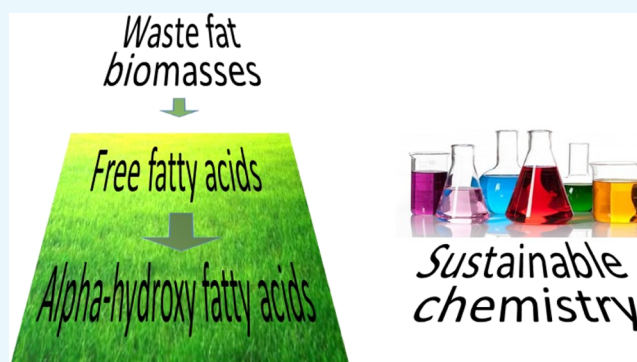 Waste fat
biomasses
Free fatty acids
Alpha-hydroxy fatty acids
Sustainable
chemistry